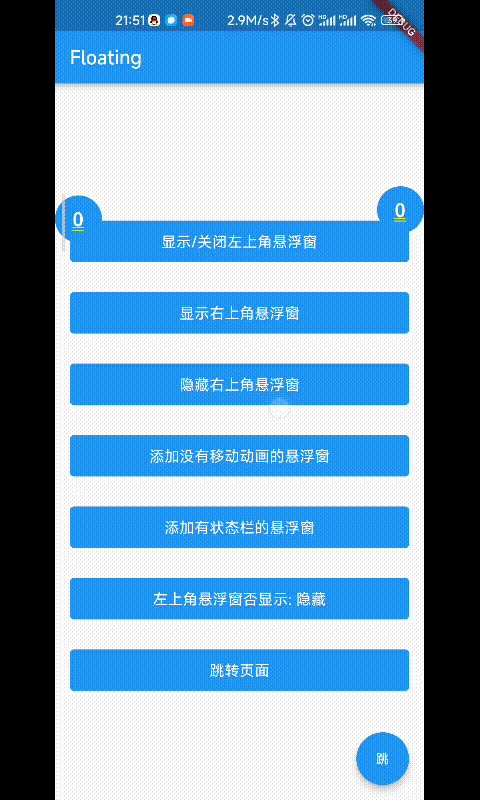 21:51 2.9M/s
DEBUG
Floating
0
0
显示/关闭左上角悬浮窗
显示右上角悬浮窗
隐藏右上角悬浮窗
添加没有移动动画的悬浮窗
添加有状态栏的悬浮窗
左上角悬浮窗否显示: 隐藏
跳转页面
跳